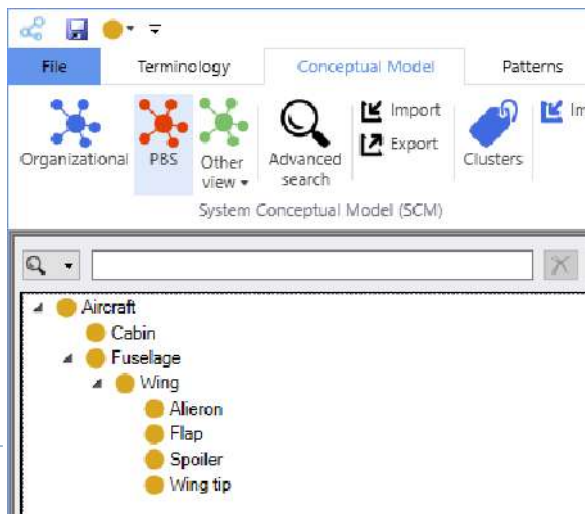 File Terminology Conceptual Model Patterns
Import
Export
Organizational PBS Other view Advanced search Clusters
System Conceptual Model (SCM)
Aircraft
Cabin
Fuselage
Wing
Alieron
Flap
Spoiler
Wing tip